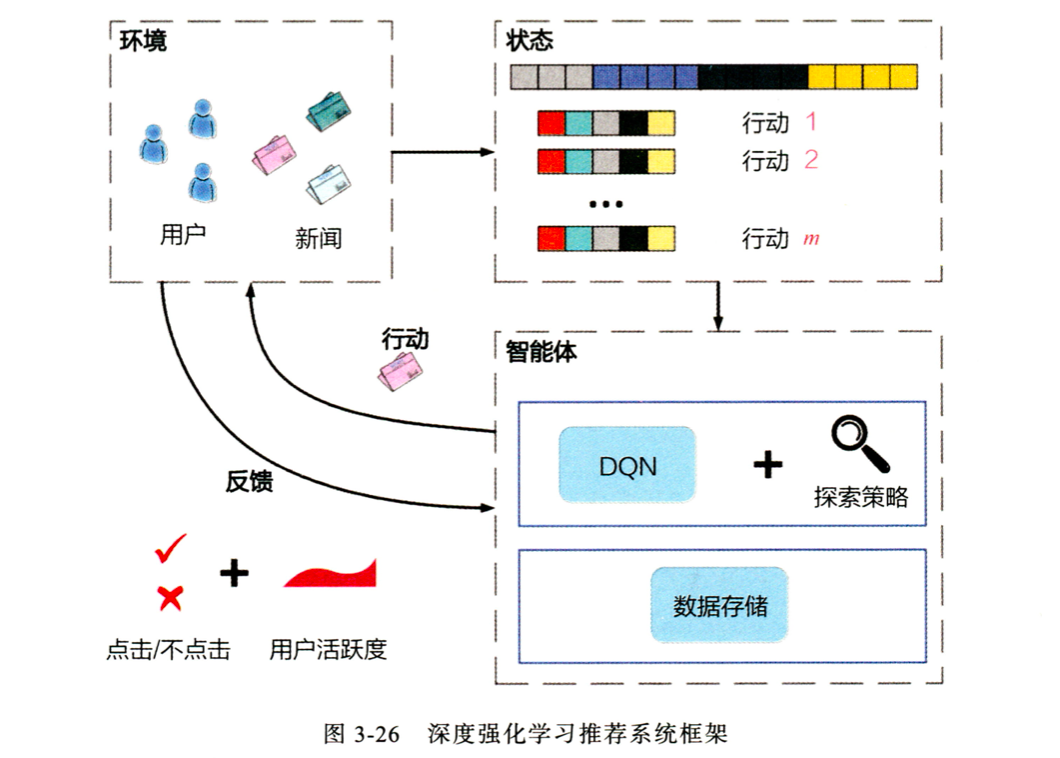 环境
用户
新闻
状态
行动 1
行动 2
...
行动 m
行动
智能体
DQN
+
探索策略
数据存储
反馈
+
点击/不点击
用户活跃度
图 3-26 深度强化学习推荐系统框架